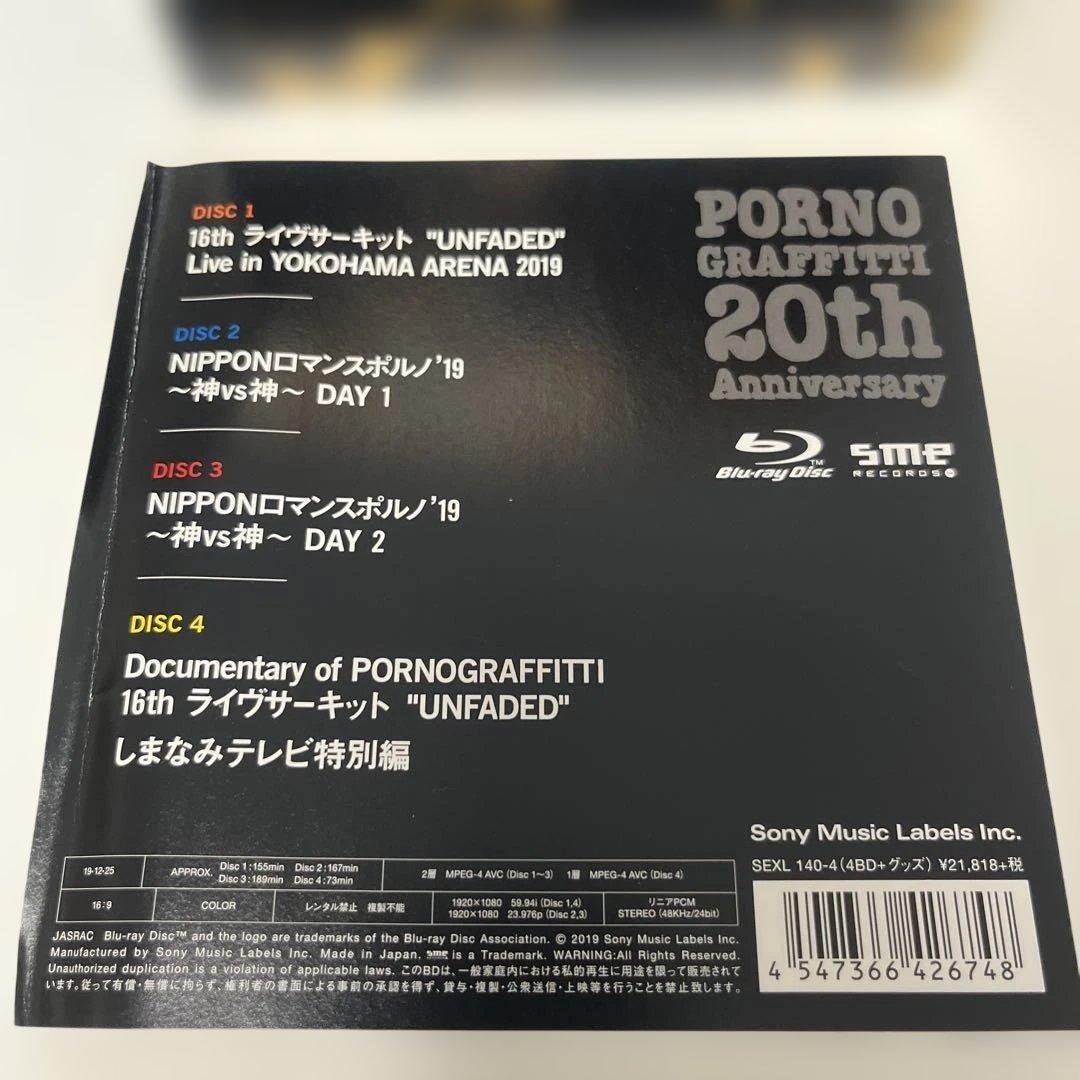 DISC 1
16th ライヴサーキット "UNFADED"
Live in YOKOHAMA ARENA 2019
DISC 2
NIPPONロマンスポルノ'19
～神vs神～ DAY 1
DISC 3
NIPPONロマンスポルノ'19
～神vs神～ DAY 2
DISC 4
Documentary of PORNOGRAFFITTI
16th ライヴサーキット "UNFADED"
しまなみテレビ特別編
PORNO
GRAFFITTI
20th
Anniversary
Blu-ray Disc™
sme
RECORDS
Sony Music Labels Inc.
SEXL 140-4(4BD+グッズ) ¥21,818+税
19•12•25
APPROX. Disc 1:155min Disc 2:167min
Disc 3:189min Disc 4:73min
2層 MPEG-4 AVC (Disc 1~3) 1層 MPEG-4 AVC (Disc 4)
16:9
COLOR
レンタル禁止 複製不能
1920×1080 59.94i (Disc 1,4)
1920×1080 23.976p (Disc 2,3)
リニアPCM
STEREO (48KHz/24bit)
JASRAC Blu-ray Disc™ and the logo are trademarks of the Blu-ray Disc Association. © 2019 Sony Music Labels Inc.
Manufactured by Sony Music Labels Inc. Made in Japan. sme is a Trademark. WARNING:All Rights Reserved.
Unauthorized duplication is a violation of applicable laws. このBDは、一般家庭内における私的再生に用途を限って販売されて
います。従って有償・無償に拘らず、権利者の書面による事前の承認を得ず、貸与・複製・公衆送信・上映等を行うことを禁止致します。
4 547366 426748